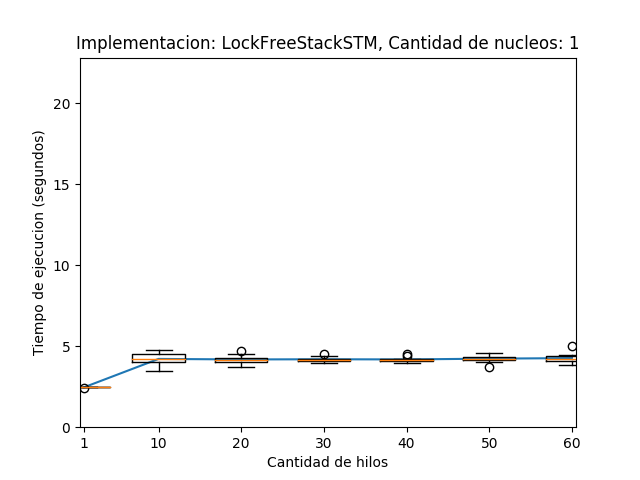 Implementacion: LockFreeStackSTM, Cantidad de nucleos: 1
Tiempo de ejecucion (segundos)
20
15
10
5
0
1 10 20 30 40 50 60
Cantidad de hilos